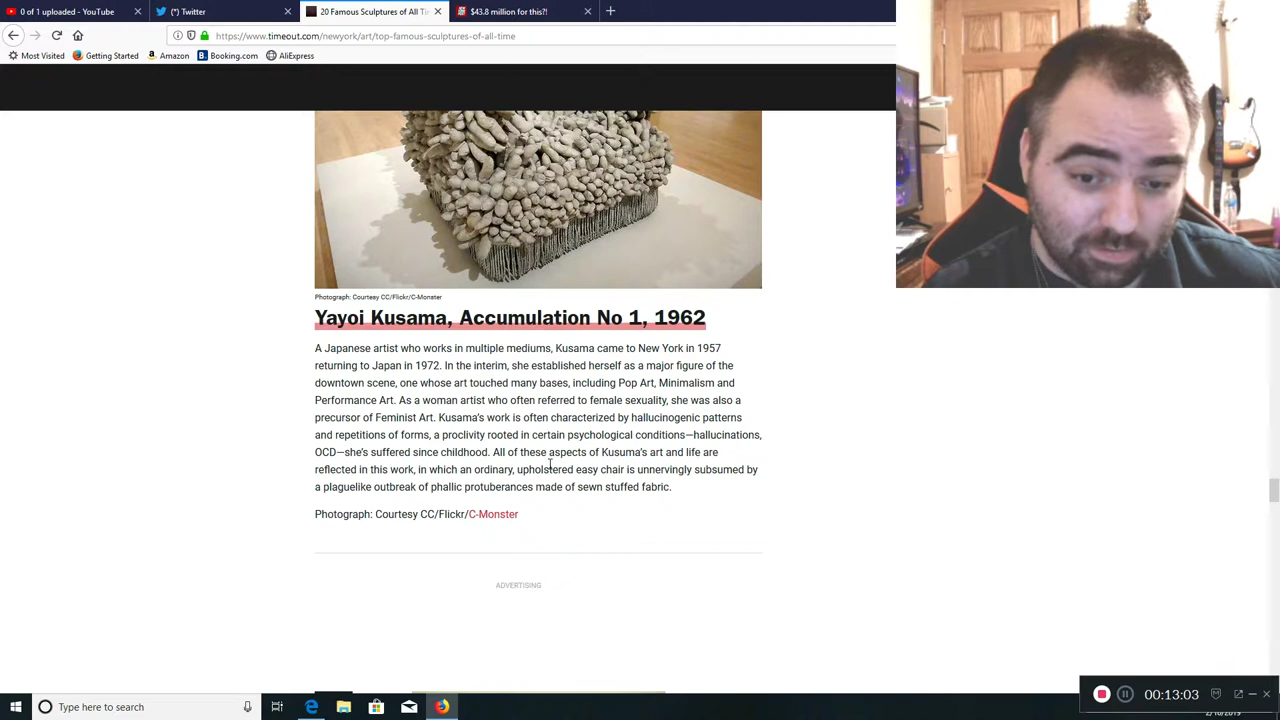 0 of 1 uploaded - YouTube
(*) Twitter
20 Famous Sculptures of All Ti
$43.8 million for this?!
https://www.timeout.com/newyork/art/top-famous-sculptures-of-all-time
Most Visited
Getting Started
Amazon
Booking.com
AliExpress
Photograph: Courtesy CC/Flickr/C-Monster
Yayoi Kusama, Accumulation No 1, 1962
A Japanese artist who works in multiple mediums, Kusama came to New York in 1957
returning to Japan in 1972. In the interim, she established herself as a major figure of the
downtown scene, one whose art touched many bases, including Pop Art, Minimalism and
Performance Art. As a woman artist who often referred to female sexuality, she was also a
precursor of Feminist Art. Kusama's work is often characterized by hallucinogenic patterns
and repetitions of forms, a proclivity rooted in certain psychological conditions—hallucinations,
OCD—she's suffered since childhood. All of these aspects of Kusuma's art and life are
reflected in this work, in which an ordinary, upholstered easy chair is unnervingly subsumed by
a plaguelike outbreak of phallic protuberances made of sewn stuffed fabric.
Photograph: Courtesy CC/Flickr/C-Monster
ADVERTISING
00:13:03
Type here to search